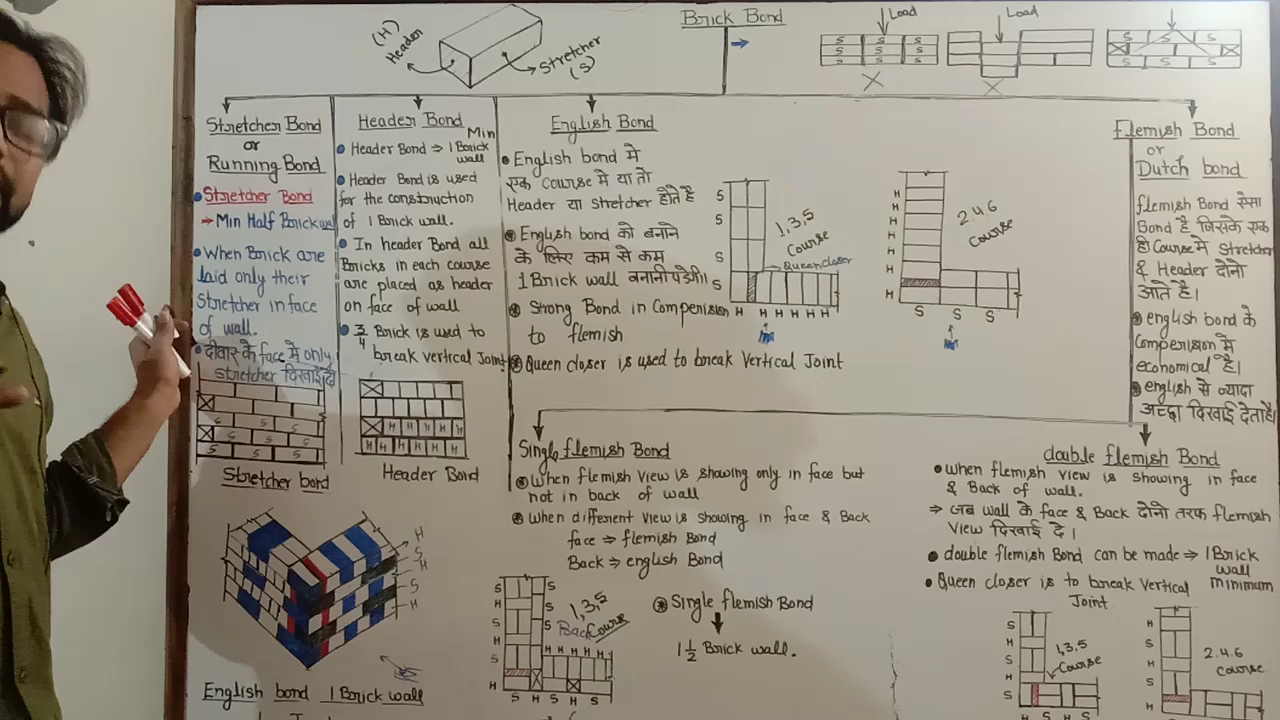 Brick Bond
(H)
Header
Stretcher
(S)
Load
Load
S S S
S S S
S S S
S S
S S S
Stretcher Bond
or
Running Bond
Stretcher Bond
→ Min Half Brick wall
When Brick are
laid only their
Stretcher in face
of wall.
दीवार के face में only
stretcher दिखाई दे
S S S
S S S
S S S
Stretcher bond
Header Bond
Header Bond ⇒ 1 Brick
Min
wall
Header Bond is used
for the construction
of 1 Brick wall.
In header Bond all
Bricks in each course
are placed as header
on face of wall
3/4 Brick is used to
break vertical Joint
H H H H
H H H H H H
Header Bond
English Bond
English bond में
एक Course में या तो
Header या Stretcher होते है
English bond को बनाने
के लिए कम से कम
1 Brick wall बनानी पड़ेगी।
Strong Bond in Comperision
to flemish
Queen closer is used to break Vertical Joint
S
S
S
S
1,3,5
Course
Queen closer
H H H H H H
H
H
H
H
H
H
H
2.4.6
Course
S S S
Flemish Bond
or
Dutch bond
flemish Bond ऐसा
Bond है जिसके एक
ही Course मे Stretcher
& Header दोनो
आते है।
english bond के
Comperision में
economical है।
english से ज्यादा
अच्छा दिखाई देता है।
Single flemish Bond
When flemish view is showing only in face but
not in back of wall
When different view is showing in face & Back
face ⇒ flemish Bond
Back ⇒ english Bond
S
H
S
H
S
H
S
S
S
1,3,5
Back Course
H H H H H
S H S H S
Single flemish Bond
1 1/2 Brick wall.
double flemish Bond
when flemish view is showing in face
& Back of wall.
⇒ जब wall के face & Back दोनो तरफ flemish
View दिखाई दे।
double flemish Bond can be made ⇒ 1 Brick
wall
minimum
Queen closer is to break vertical
Joint
S
H
S
H
1,3,5
Course
H S H S
H
S
H
S
H
2.4.6
course
H
S
H
S
H
English bond 1 Brick wall